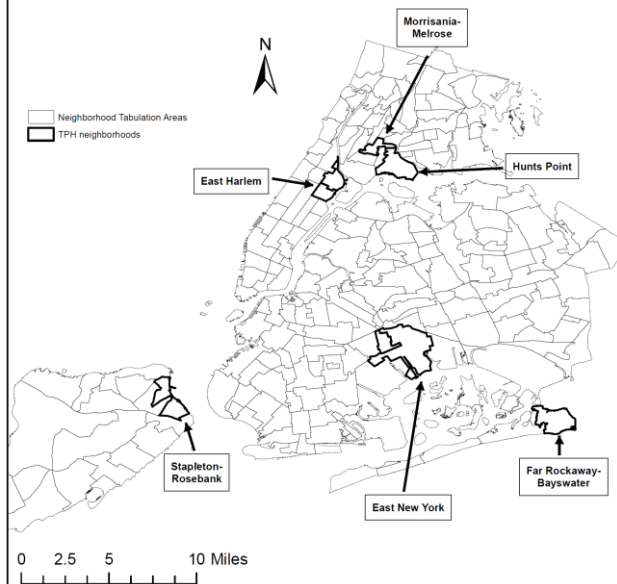 Morrisania-
Melrose
N
Neighborhood Tabulation Areas
TPH neighborhoods
Hunts Point
East Harlem
Stapleton-
Rosebank
Far Rockaway-
Bayswater
East New York
0 2.5 5 10 Miles